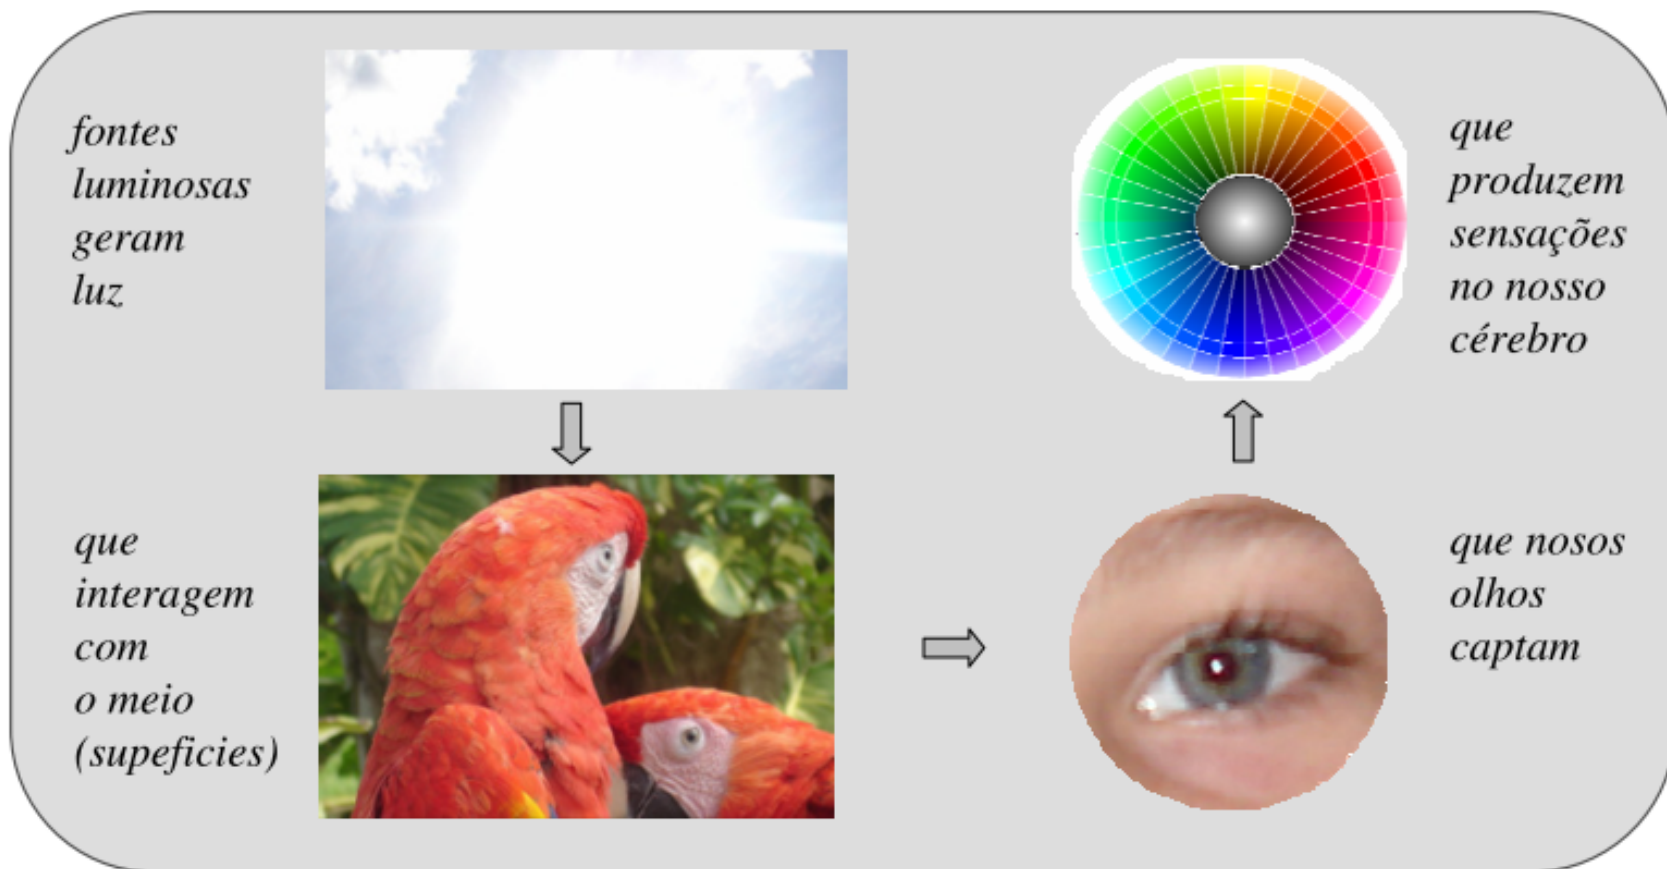 fontes
luminosas
geram
luz
que
interagem
com
o meio
(supeficies)
que nosos
olhos
captam
que
produzem
sensações
no nosso
cérebro